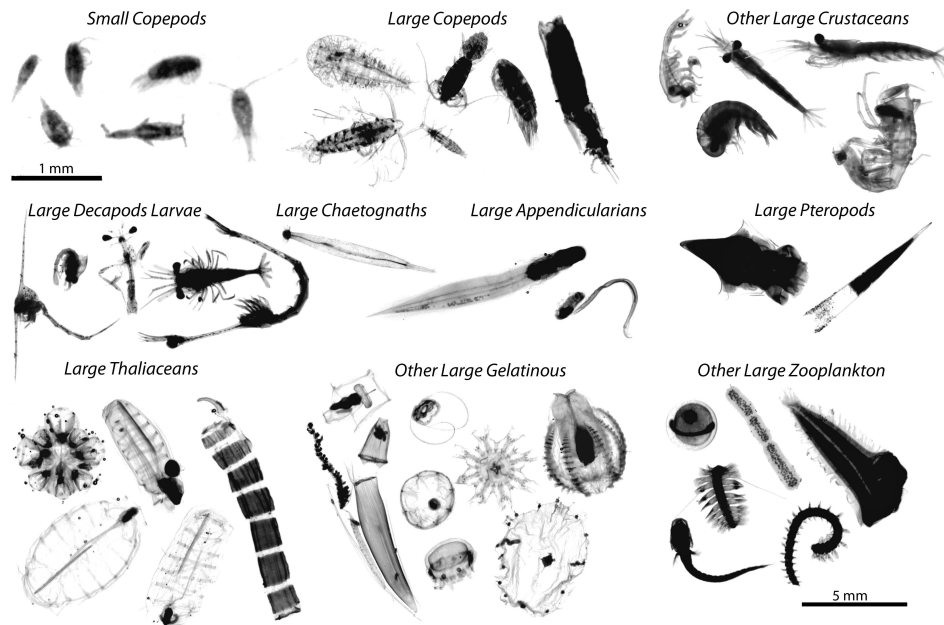 Small Copepods
Large Copepods
Other Large Crustaceans
1 mm
Large Decapods Larvae
Large Chaetognaths
Large Appendicularians
Large Pteropods
Large Thaliaceans
Other Large Gelatinous
Other Large Zooplankton
5 mm